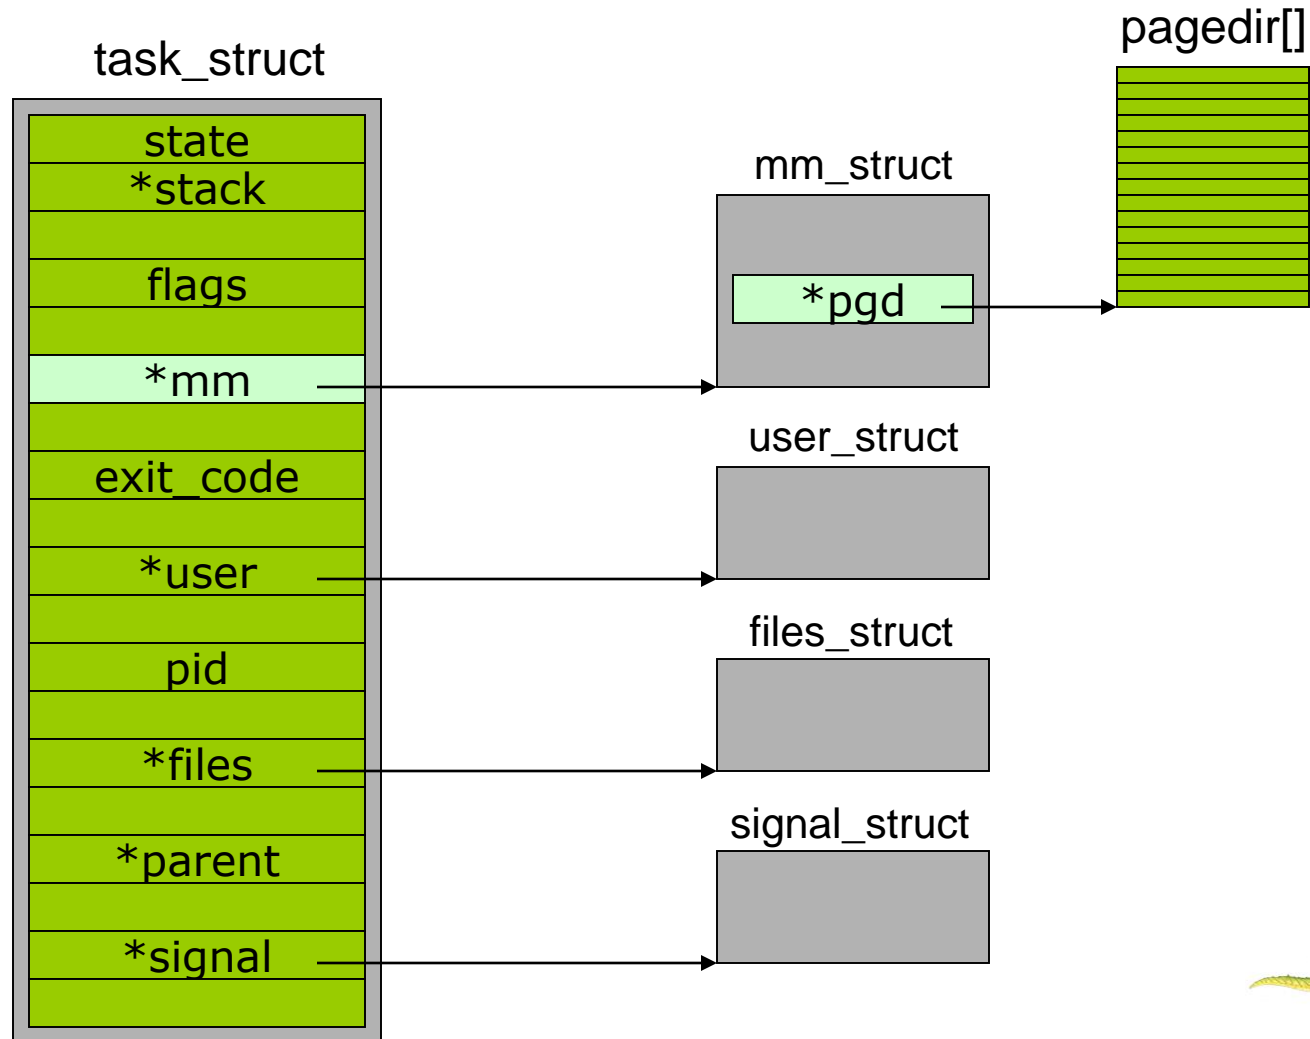 task_struct
state
*stack
flags
*mm
exit_code
*user
pid
*files
*parent
*signal
mm_struct
*pgd
user_struct
files_struct
signal_struct
pagedir[]